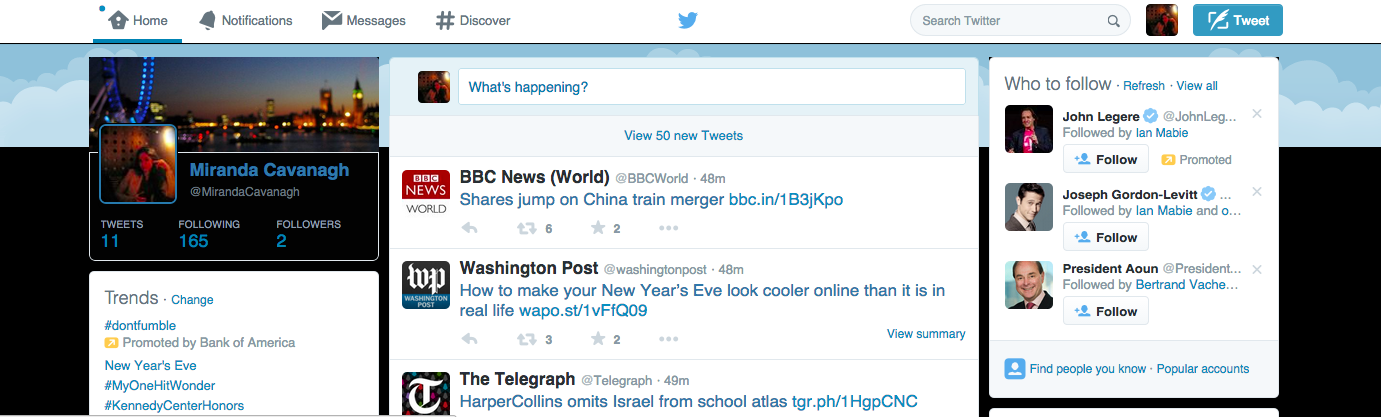 Home Notifications Messages Discover Search Twitter Tweet
Miranda Cavanagh
@MirandaCavanagh
TWEETS FOLLOWING FOLLOWERS
11 165 2
Trends · Change
#dontfumble
Promoted by Bank of America
New Year's Eve
#MyOneHitWonder
#KennedyCenterHonors
What's happening?
View 50 new Tweets
BBC
NEWS
WORLD
BBC News (World) @BBCWorld · 48m
Shares jump on China train merger bbc.in/1B3jKpo
6 2
wp
WASHINGTON
POST
Washington Post @washingtonpost · 48m
How to make your New Year's Eve look cooler online than it is in
real life wapo.st/1vFfQ09
3 2 View summary
T
The Telegraph @Telegraph · 49m
HarperCollins omits Israel from school atlas tgr.ph/1HgpCNC
Who to follow · Refresh · View all
John Legere @JohnLeg...
Followed by Ian Mabie
Follow Promoted
Joseph Gordon-Levitt ...
Followed by Ian Mabie and o...
Follow
President Aoun @President...
Followed by Bertrand Vache...
Follow
Find people you know · Popular accounts